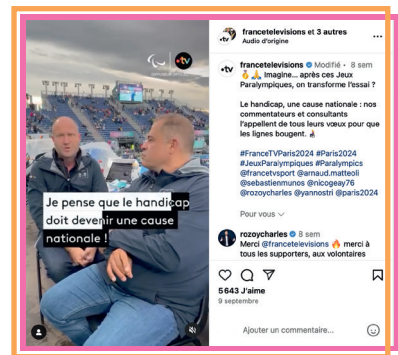 •tv
Je pense que le handicap
doit devenir une cause
nationale !
francetelevisions et 3 autres
Audio d'origine
francetelevisions Modifié • 8 sem
🥇🙏 Imagine... après ces Jeux
Paralympiques, on transforme l'essai ?
Le handicap, une cause nationale : nos
commentateurs et consultants
l'appellent de tous leurs vœux pour que
les lignes bougent.
#FranceTVParis2024 #Paris2024
#JeuxParalympiques #Paralympics
@francetvsport @arnaud.matteoli
@sebastienmunos @nicogeay76
@rozoycharles @yannostri @paris2024
Pour vous
rozoycharles 8 sem
Merci @francetelevisions 🔥 merci à
tous les supporters, aux volontaires
5 643 J'aime
9 septembre
Ajouter un commentaire...